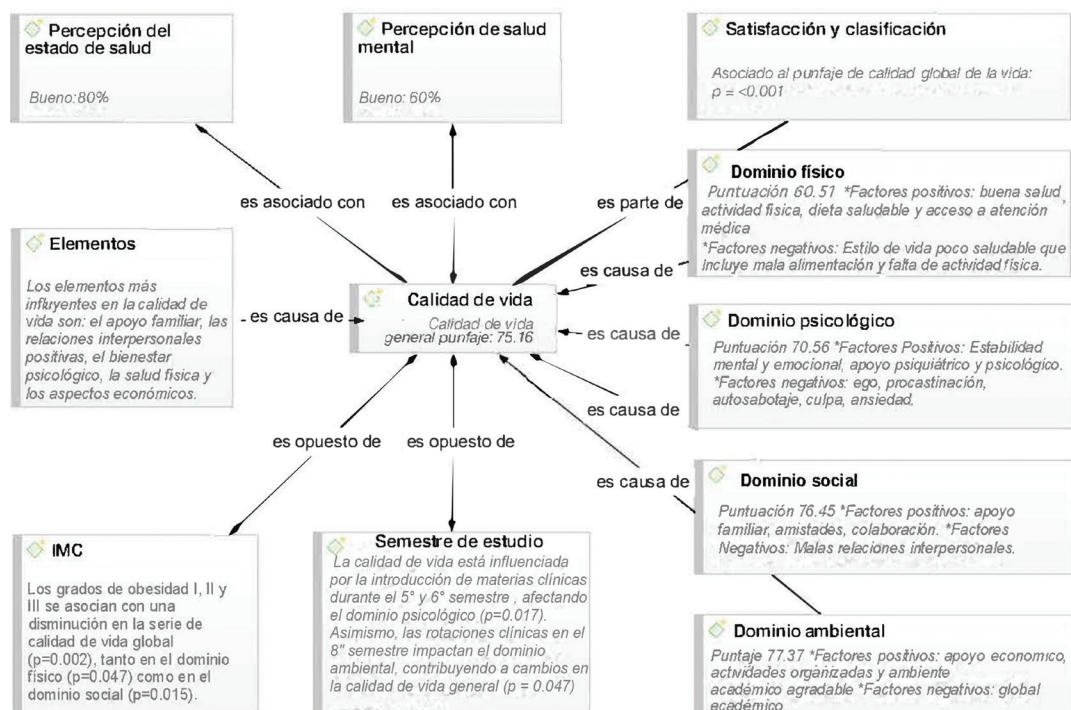 Percepción del
estado de salud
Bueno:80%
Percepción de salud
mental
Bueno: 60%
Satisfacción y clasificación
Asociado al punfaje de calidad global de la vida:
p = <0.001
es asociado con
es asociado con
es parte de
Dominio físico
Puntuación 60.51 *Factores positivos: buena salud,
actividad física, dieta saludable y acceso a atención
médica
*Factores negativos: Estilo de vida poco saludable que
incluye mala alimentación y falta de actividad física.
Elementos
Los elementos más
influyentes en la calidad de
vida son: el apoyo familiar, las
relaciones interpersonales
positivas, el bienestar
psicológico, la salud física y
los aspectos económicos.
es causa de
es causa de
Calidad de vida
Calidad de vida
general punfaje: 75.16
es causa de
Dominio psicológico
Puntuación 70.56 *Factores Positivos: Estabilidad
mental y emocional, apoyo psiquiátrico y psicológico.
*Factores negativos: ego, procastinación,
autosabotaje, culpa, ansiedad.
es causa de
es opuesto de
es opuesto de
es causa de
Dominio social
Puntuación 76.45 *Factores positivos: apoyo
familiar, amistades, colaboración. *Factores
Negativos: Malas relaciones interpersonales.
IMC
Los grados de obesidad I, II y
III se asocian con una
disminución en la serie de
calidad de vida global
(p=0.002), tanto en el dominio
físico (p=0.047) como en el
dominio social (p=0.015).
Semestre de estudio
La calidad de vida está influenciada
por la introducción de materias clínicas
durante el 5° y 6° semestre , afectando
el dominio psicológico (p=0.017).
Asimismo, las rotaciones clínicas en el
8" semestre impactan el dominio
ambiental, contribuyendo a cambios en
la calidad de vida general (p = 0.047)
Dominio ambiental
Puntaje 77.37 *Factores positivos: apoyo economico,
actividades organizadas y ambiente
académico agradable *Factores negativos: global
académico